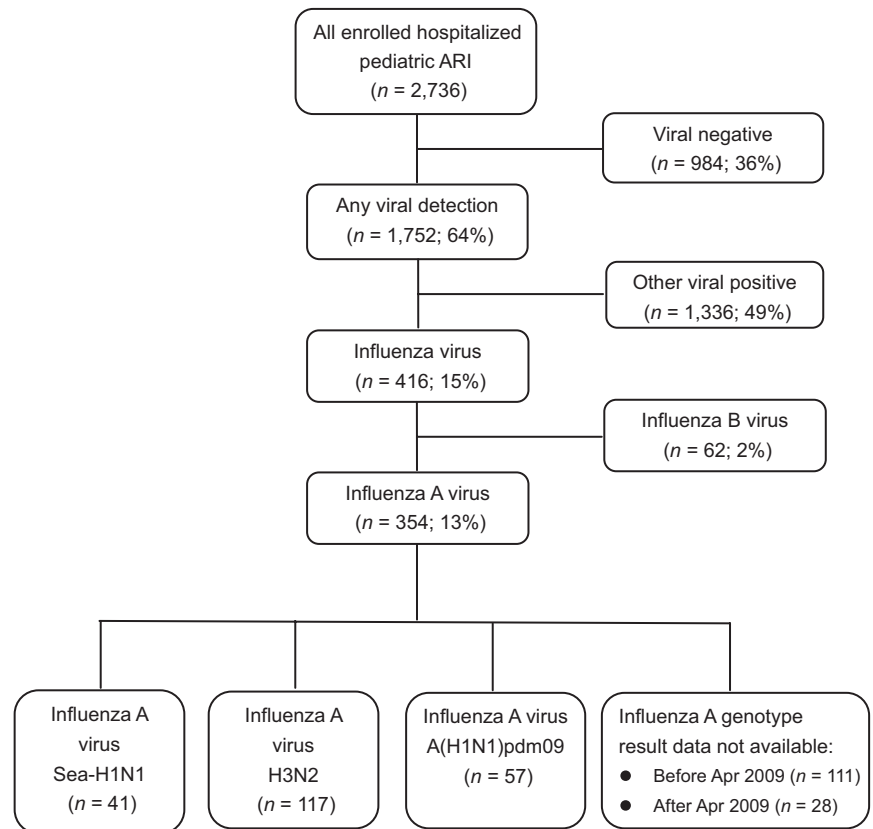 All enrolled hospitalized
pediatric ARI
(n = 2,736)
Viral negative
(n = 984; 36%)
Any viral detection
(n = 1,752; 64%)
Other viral positive
(n = 1,336; 49%)
Influenza virus
(n = 416; 15%)
Influenza B virus
(n = 62; 2%)
Influenza A virus
(n = 354; 13%)
Influenza A
virus
Sea-H1N1
(n = 41)
Influenza A
virus
H3N2
(n = 117)
Influenza A virus
A(H1N1)pdm09
(n = 57)
Influenza A genotype
result data not available:
● Before Apr 2009 (n = 111)
● After Apr 2009 (n = 28)